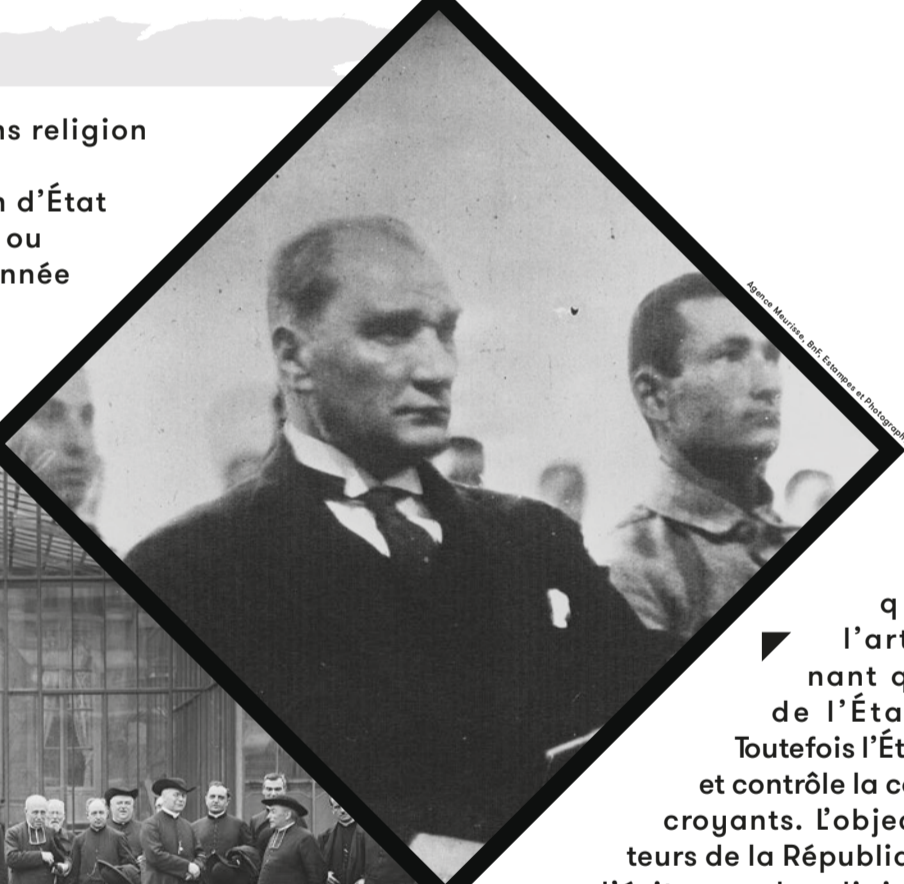 ns religion
n d’État
ou
nnée
Agence Meurisse, BnF, Estampes et Photograph
q
l’art
nant q
de l’Éta
Toutefois l’Ét
et contrôle la c
croyants. L’objec
teurs de la Républic